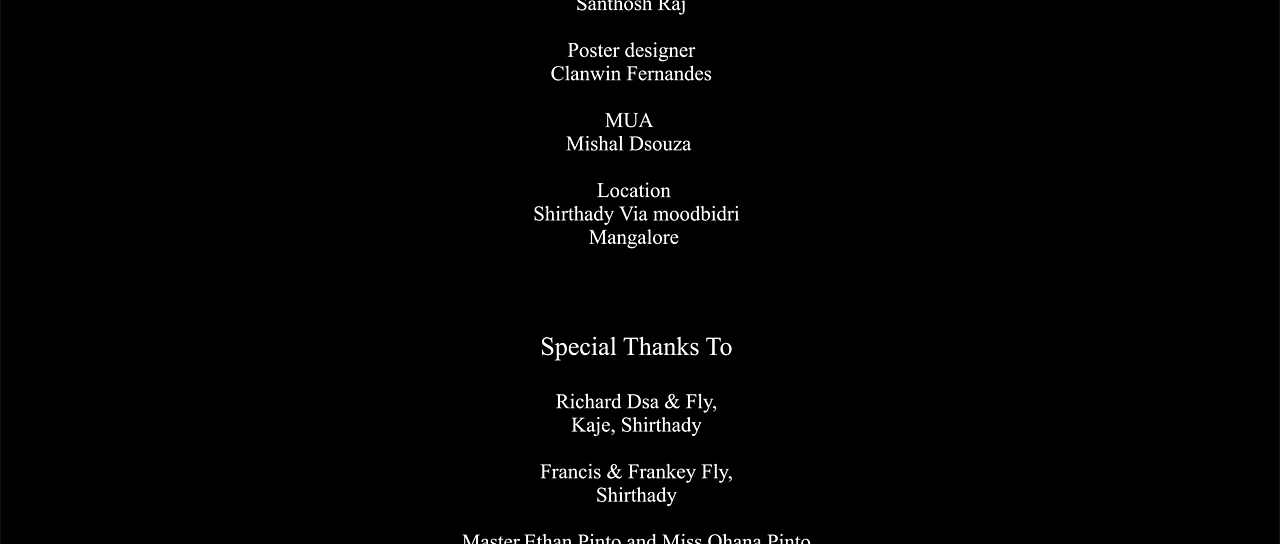 Santhosh Raj
Poster designer
Clanwin Fernandes
MUA
Mishal Dsouza
Location
Shirthady Via moodbidri
Mangalore
Special Thanks To
Richard Dsa & Fly,
Kaje, Shirthady
Francis & Frankey Fly,
Shirthady
Master.Ethan Pinto and Miss Ohana Pinto